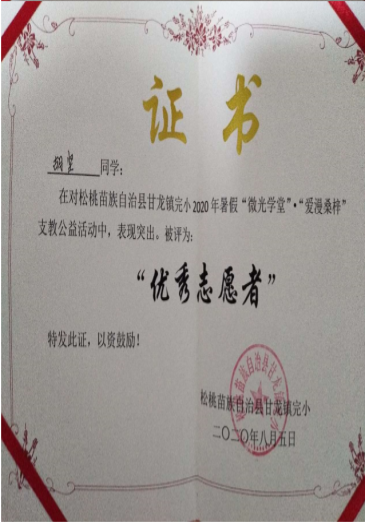 证书
同学：
在对松桃苗族自治县甘龙镇完小2020年暑假“微光学堂”·“爱漫桑梓”
支教公益活动中，表现突出。被评为：
“优秀志愿者”
特发此证，以资鼓励！
松桃苗族自治县甘龙镇完小
二〇二〇年八月五日